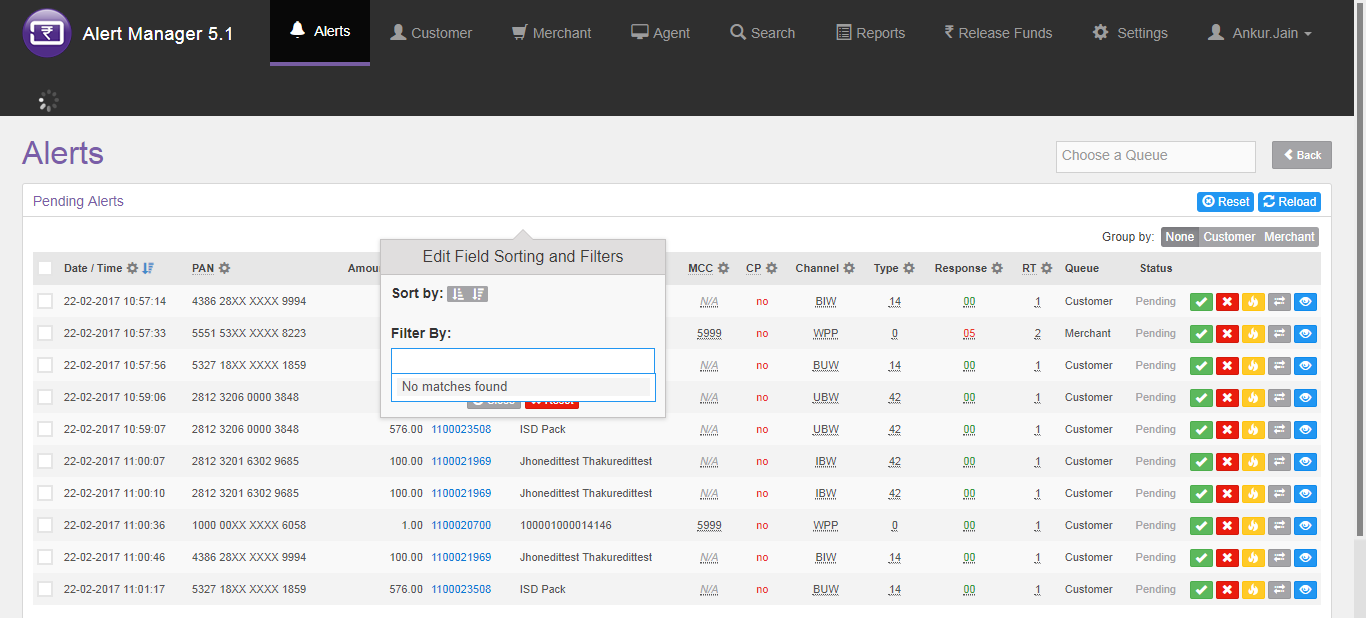 Alert Manager 5.1
Alerts
Customer
Merchant
Agent
Search
Reports
₹ Release Funds
Settings
Ankur.Jain
Alerts
Choose a Queue
Back
Pending Alerts
Reset
Reload
Group by: None Customer Merchant
Date / Time PAN Amou MCC CP Channel Type Response RT Queue Status
22-02-2017 10:57:14 4386 28XX XXXX 9994 N/A no BIW 14 00 1 Customer Pending
22-02-2017 10:57:33 5551 53XX XXXX 8223 5999 no WPP 0 05 2 Merchant Pending
22-02-2017 10:57:56 5327 18XX XXXX 1859 N/A no BUW 14 00 1 Customer Pending
22-02-2017 10:59:06 2812 3206 0000 3848 N/A no UBW 42 00 1 Customer Pending
22-02-2017 10:59:07 2812 3206 0000 3848 576.00 1100023508 ISD Pack N/A no UBW 42 00 1 Customer Pending
22-02-2017 11:00:07 2812 3201 6302 9685 100.00 1100021969 Jhonedittest Thakuredittest N/A no IBW 42 00 1 Customer Pending
22-02-2017 11:00:10 2812 3201 6302 9685 100.00 1100021969 Jhonedittest Thakuredittest N/A no IBW 42 00 1 Customer Pending
22-02-2017 11:00:36 1000 00XX XXXX 6058 1.00 1100020700 100001000014146 5999 no WPP 0 00 1 Customer Pending
22-02-2017 11:00:46 4386 28XX XXXX 9994 100.00 1100021969 Jhonedittest Thakuredittest N/A no BIW 14 00 1 Customer Pending
22-02-2017 11:01:17 5327 18XX XXXX 1859 576.00 1100023508 ISD Pack N/A no BUW 14 00 1 Customer Pending
Edit Field Sorting and Filters
Sort by:
Filter By:
No matches found